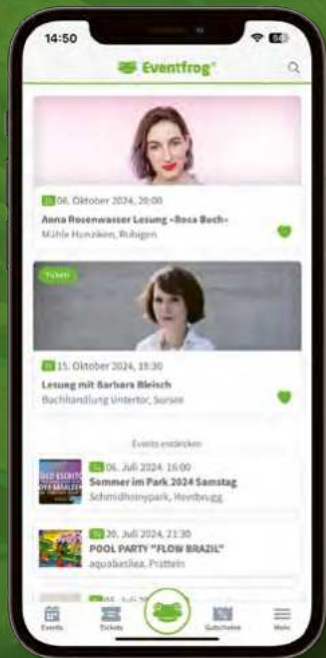 14:50
Eventfrog
06. Oktober 2024, 20:00
Anna Rosenwasser Lesung «Rosa Buch»
Mühle Hunziken, Rubigen
Tickets
15. Oktober 2024, 19:30
Lesung mit Barbara Bleisch
Buchhandlung Untertor, Sursee
Events entdecken
06. Juli 2024, 16:00
Sommer im Park 2024 Samstag
Schmidheinypark, Heerbrugg
20. Juli 2024, 21:30
POOL PARTY "FLOW BRAZIL"
aquabasilea, Pratteln
Events
Tickets
Gutscheine
Mehr